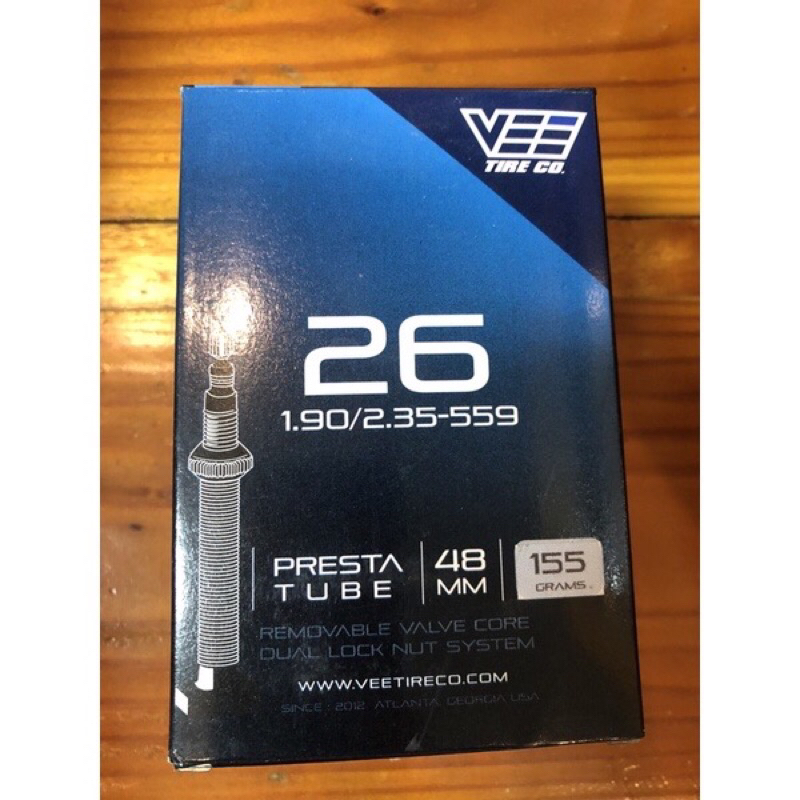 VEE
TIRE CO.
26
1.90/2.35-559
PRESTA
TUBE
48
MM
155
GRAMS
REMOVABLE VALVE CORE
DUAL LOCK NUT SYSTEM
WWW.VEETIRECO.COM
SINCE : 2012 ATLANTA, GEORGIA USA